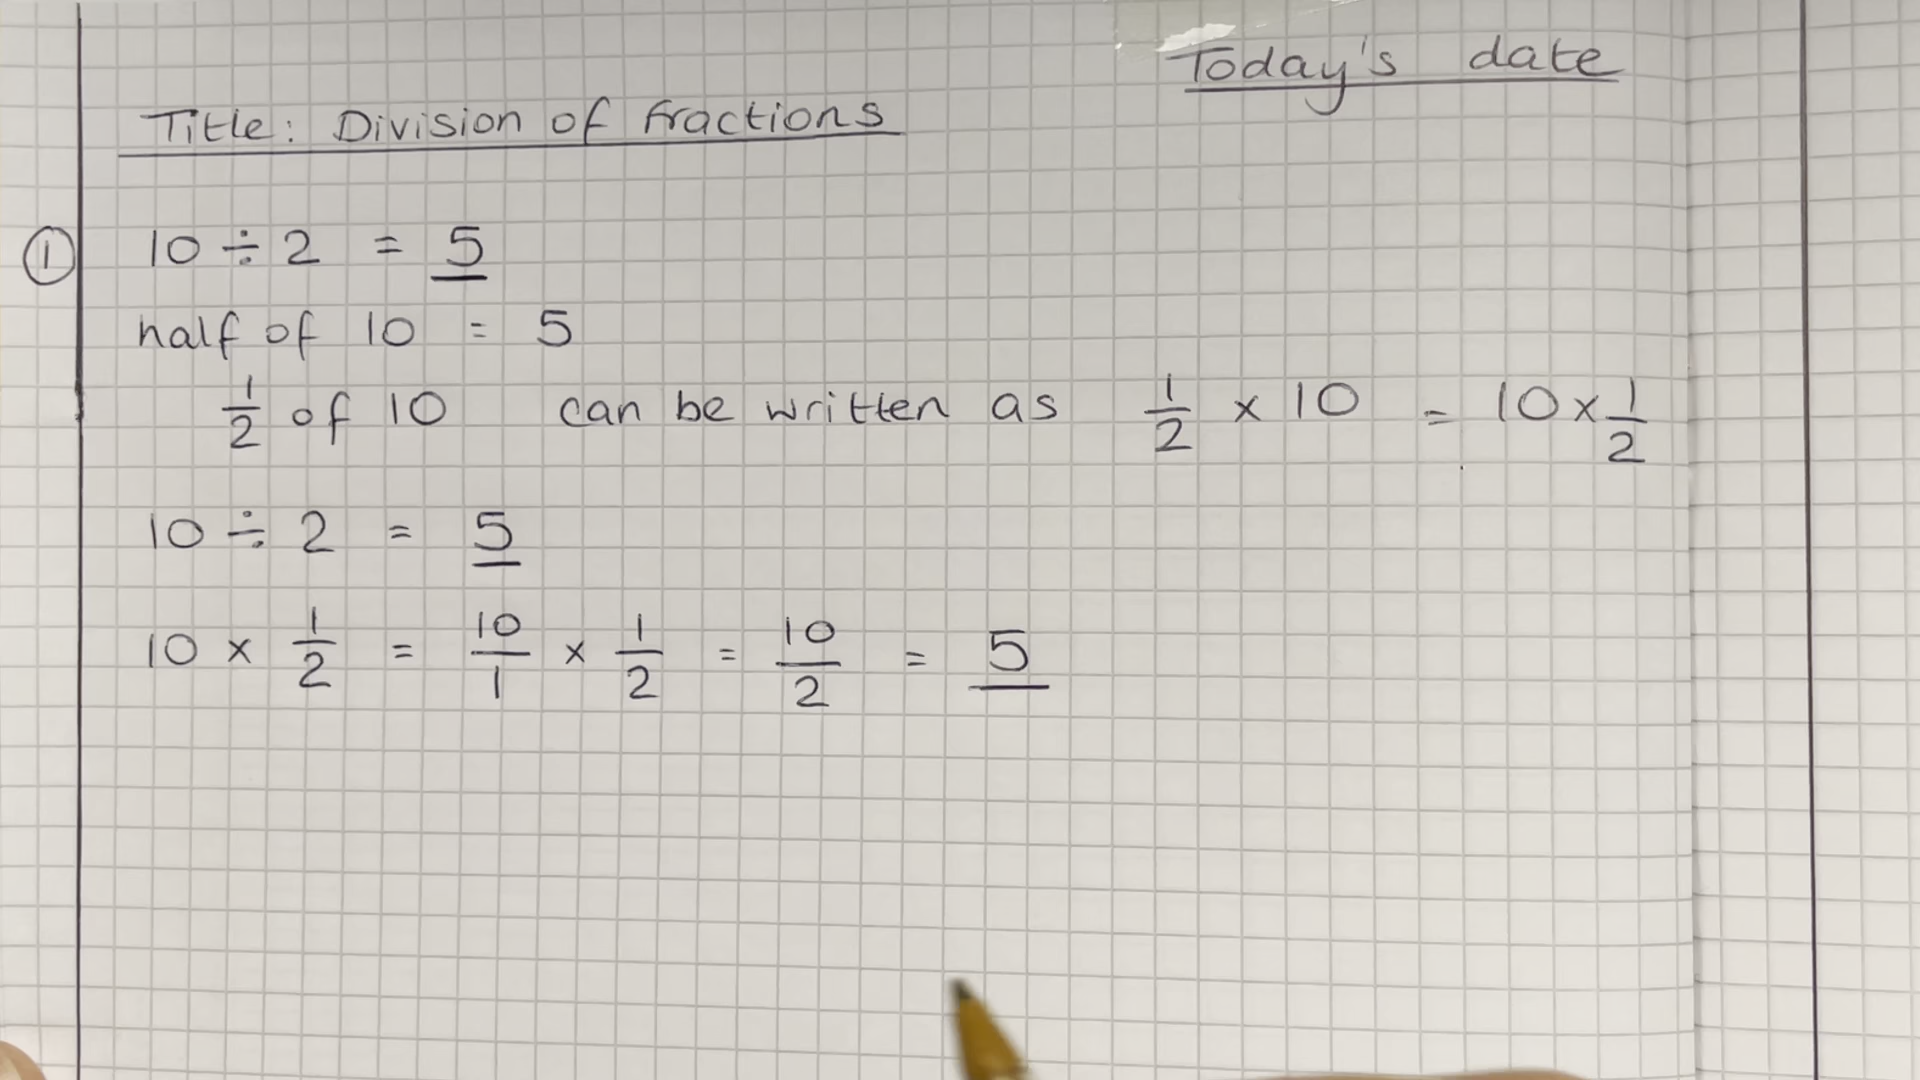 Today's date
Title: Division of fractions
① 10 ÷ 2 = 5
half of 10 = 5
1/2 of 10 can be written as 1/2 × 10 = 10 × 1/2
10 ÷ 2 = 5
10 × 1/2 = 10/1 × 1/2 = 10/2 = 5